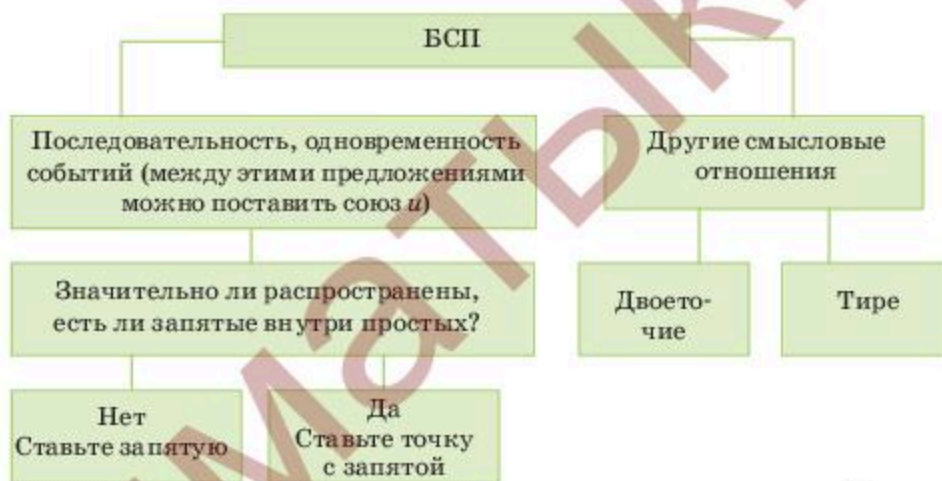 БСП
Последовательность, одновременность
событий (между этими предложениями
можно поставить союз и)
Другие смысловые
отношения
Значительно ли распространены,
есть ли запятые внутри простых?
Двоето-
чие
Тире
Нет
Ставьте запятую
Да
Ставьте точку
с запятой